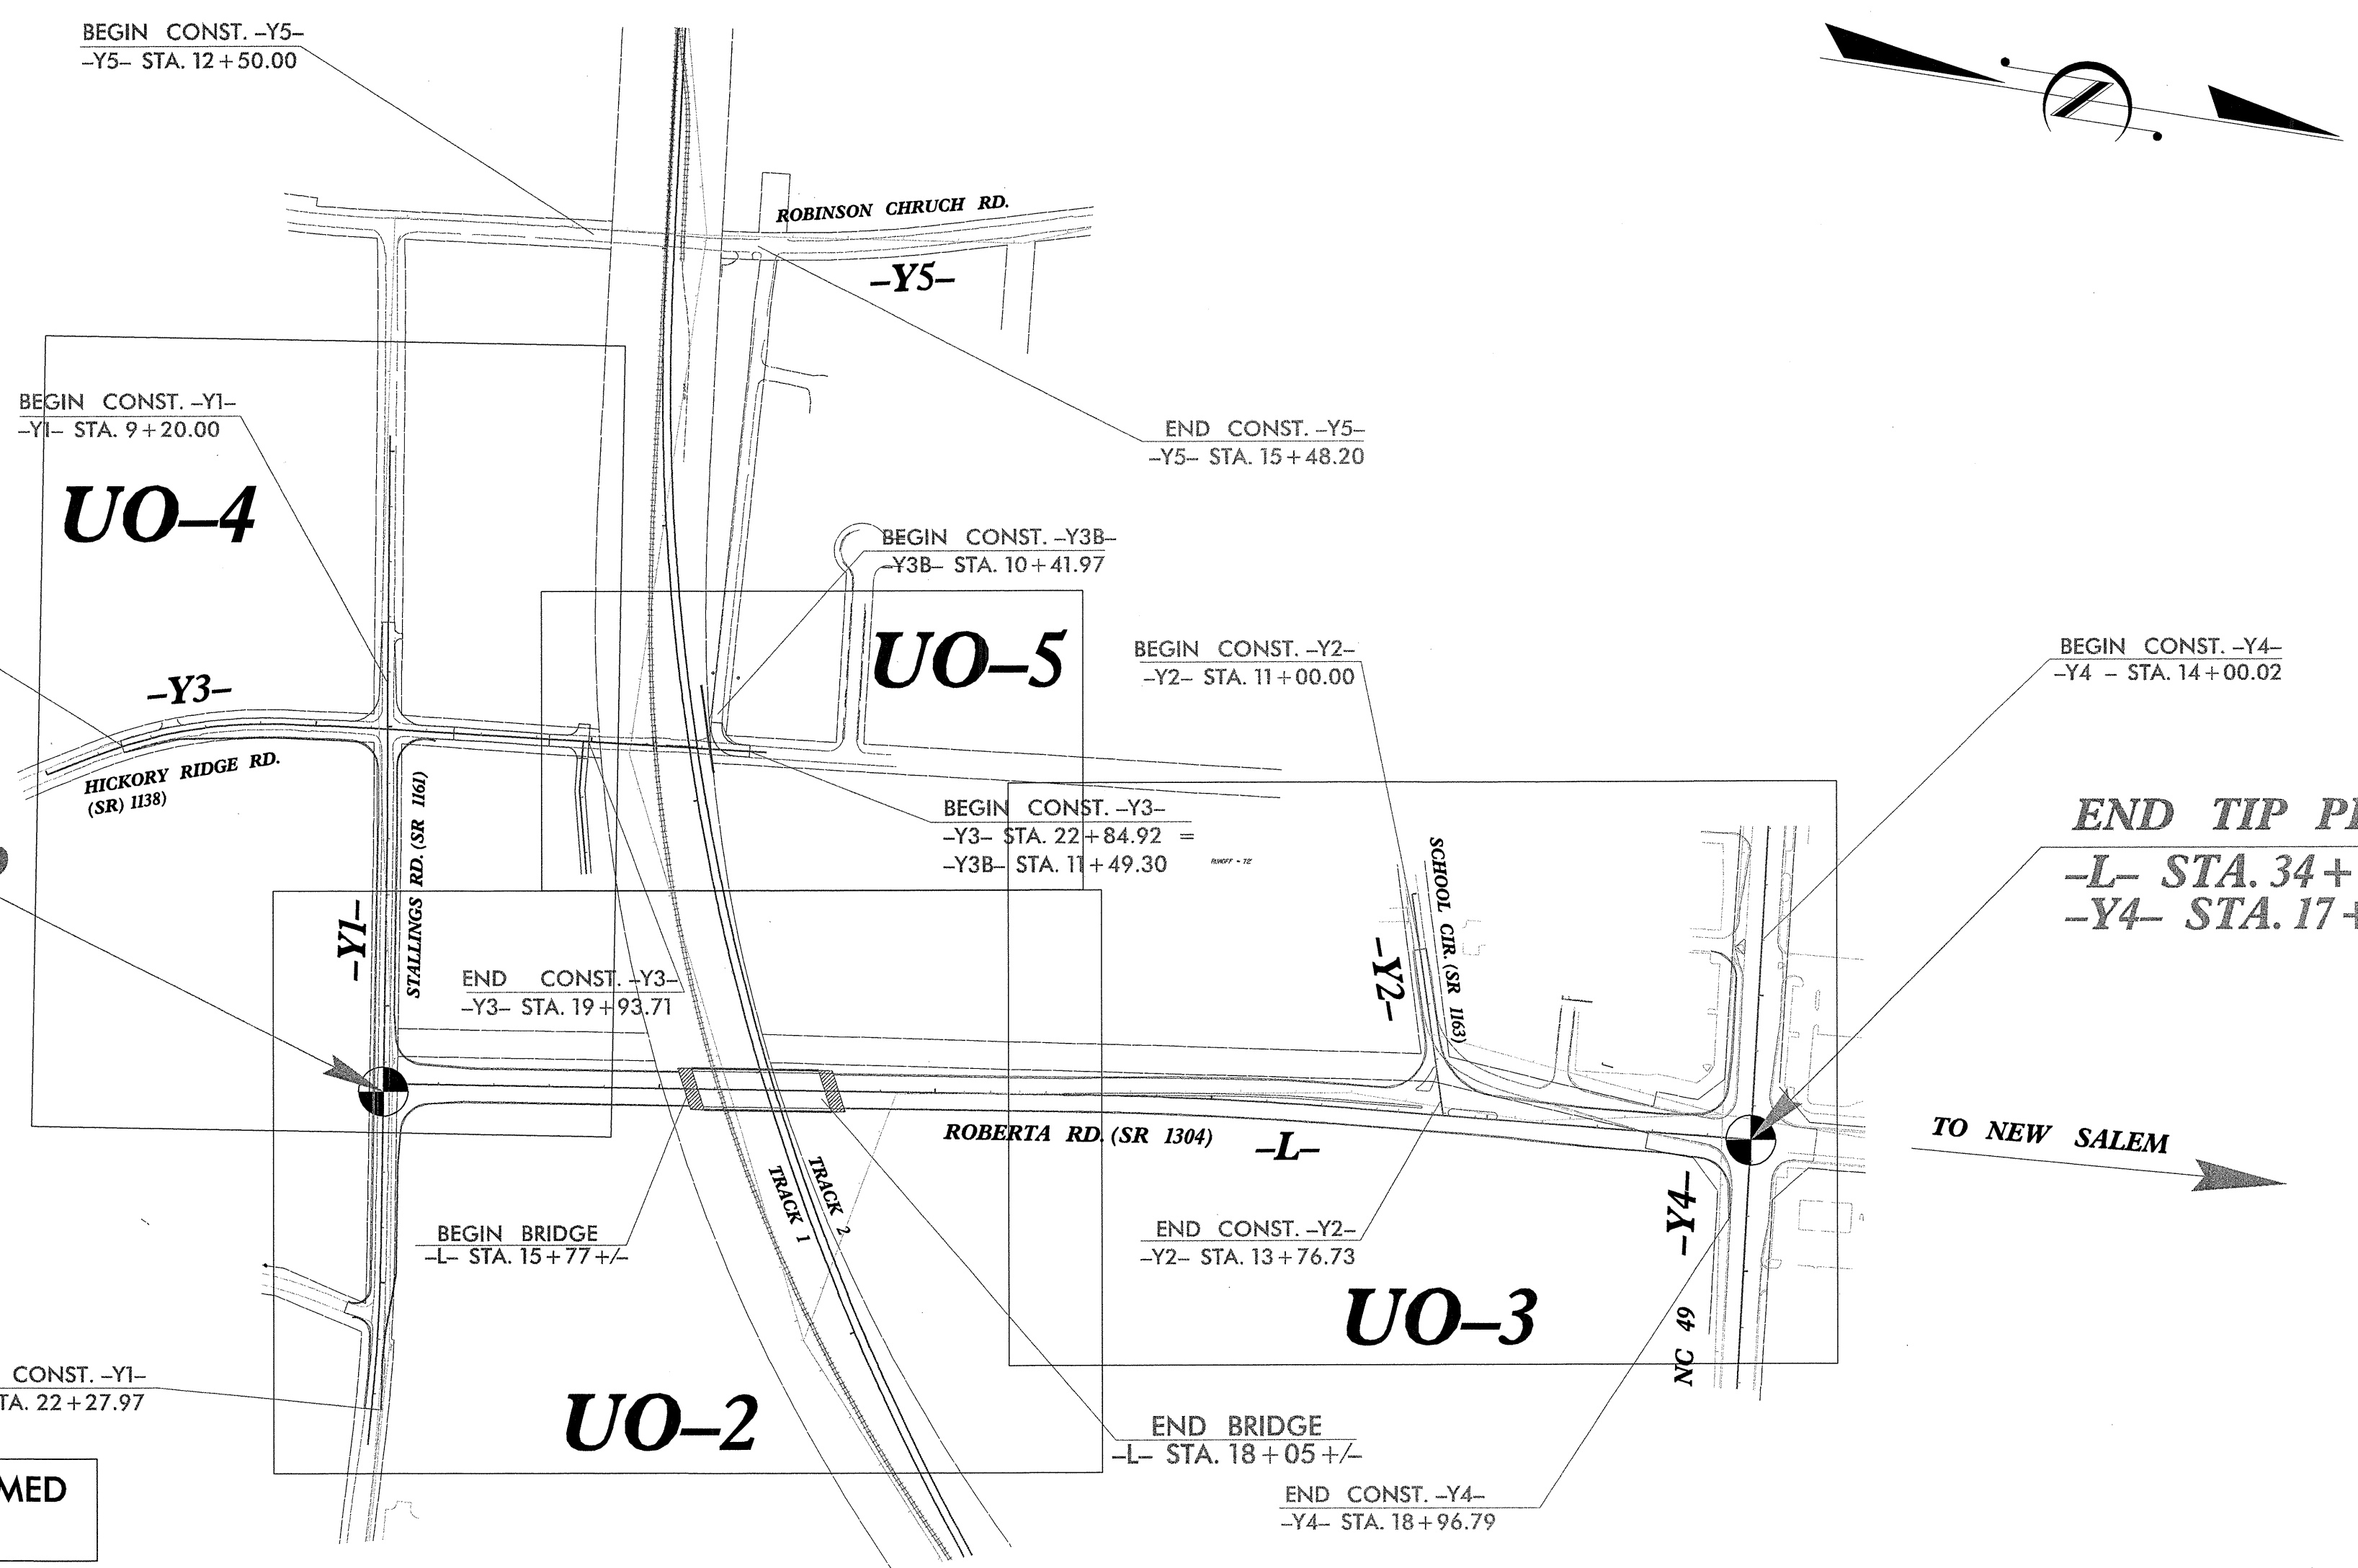 BEGIN CONST. –Y5–
–Y5– STA. 12+50.00
ROBINSON CHRUCH RD.
–Y5–
BEGIN CONST. –Y1–
–Y1– STA. 9+20.00
END CONST. –Y5–
–Y5– STA. 15+48.20
UO–4
BEGIN CONST. –Y3B–
–Y3B– STA. 10+41.97
UO–5
BEGIN CONST. –Y2–
–Y2– STA. 11+00.00
BEGIN CONST. –Y4–
–Y4 – STA. 14+00.02
–Y3–
HICKORY RIDGE RD.
(SR) 1138)
STALLINGS RD. (SR 1161)
BEGIN CONST. –Y3–
–Y3– STA. 22+84.92 =
–Y3B– STA. 11+49.30
RUNOFF = 72'
SCHOOL CIR. (SR 1163)
END TIP
–L– STA. 34+
–Y4– STA. 17+
–Y1–
END CONST. –Y3–
–Y3– STA. 19+93.71
–Y2–
ROBERTA RD. (SR 1304)
–L–
TO NEW SALEM
TRACK 1
TRACK 2
–Y4–
BEGIN BRIDGE
–L– STA. 15+77+/–
END CONST. –Y2–
–Y2– STA. 13+76.73
UO–3
NC 49
CONST. –Y1–
TA. 22+27.97
UO–2
END BRIDGE
–L– STA. 18+05+/–
MED
END CONST. –Y4–
–Y4– STA. 18+96.79